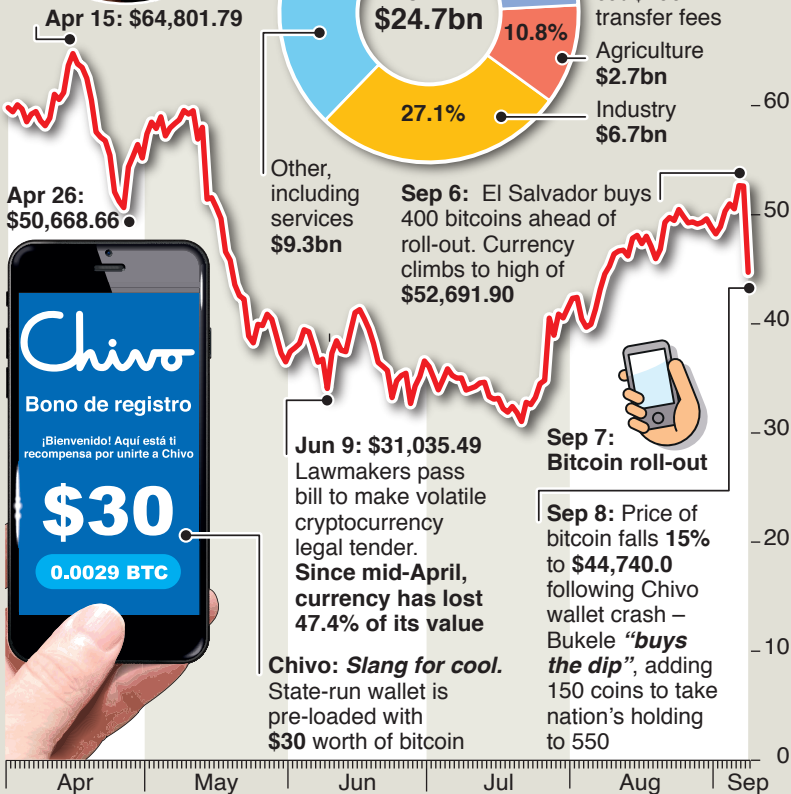 $24.7bn
transfer fees
Apr 15: $64,801.79
10.8%
Agriculture
$2.7bn
27.1%
Industry
$6.7bn
Other,
including
services
$9.3bn
Apr 26:
$50,668.66
Sep 6: El Salvador buys
400 bitcoins ahead of
roll-out. Currency
climbs to high of
$52,691.90
60
50
40
30
20
10
0
Chivo
Bono de registro
¡Bienvenido! Aquí está ti
recompensa por unirte a Chivo
$30
0.0029 BTC
Jun 9: $31,035.49
Lawmakers pass
bill to make volatile
cryptocurrency
legal tender.
Since mid-April,
currency has lost
47.4% of its value
Chivo: Slang for cool.
State-run wallet is
pre-loaded with
$30 worth of bitcoin
Sep 7:
Bitcoin roll-out
Sep 8: Price of
bitcoin falls 15%
to $44,740.0
following Chivo
wallet crash –
Bukele “buys
the dip”, adding
150 coins to take
nation’s holding
to 550
Apr
May
Jun
Jul
Aug
Sep